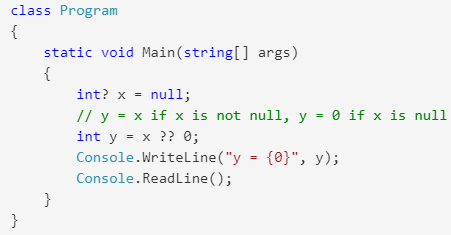 class Program
{
    static void Main(string[] args)
    {
        int? x = null;
        // y = x if x is not null, y = 0 if x is null
        int y = x ?? 0;
        Console.WriteLine("y = {0}", y);
        Console.ReadLine();
    }
}